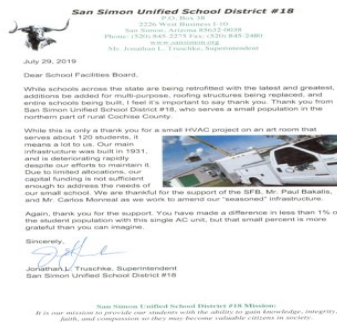 San Simon Unified School District #18
P.O. Box 38
2226 West Business I-10
San Simon, Arizona 85632-0038
Phone: (520) 845-2275 Fax: (520) 845-2480
www.sansimon.org
Mr. Jonathan L. Truschke, Superintendent
July 29, 2019
Dear School Facilities Board,
While schools across the state are being retrofitted with the latest and greatest,
additions be added for multi-purpose, roofing structures being replaced, and
entire schools being built, I feel it's important to say thank you. Thank you from
San Simon Unified School District #18, who serves a small population in the
northern part of rural Cochise County.
While this is only a thank you for a small HVAC project on an art room that
serves about 120 students, it
means a lot to us. Our main
infrastructure was built in 1931,
and is deteriorating rapidly
despite our efforts to maintain it.
Due to limited allocations, our
capital funding is not sufficient
enough to address the needs of
our small school. We are thankful for the support of the SFB, Mr. Paul Bakalis,
and Mr. Carlos Monreal as we work to amend our "seasoned" infrastructure.
Again, thank you for the support. You have made a difference in less than 1% of
the student population with this single AC unit, but that small percent is more
grateful than you can imagine.
Sincerely,
Jonathan L. Truschke, Superintendent
San Simon Unified School District #18
San Simon Unified School District #18 Mission:
It is our mission to provide our students with the ability to gain knowledge, integrity,
faith, and compassion so they may become valuable citizens in society.